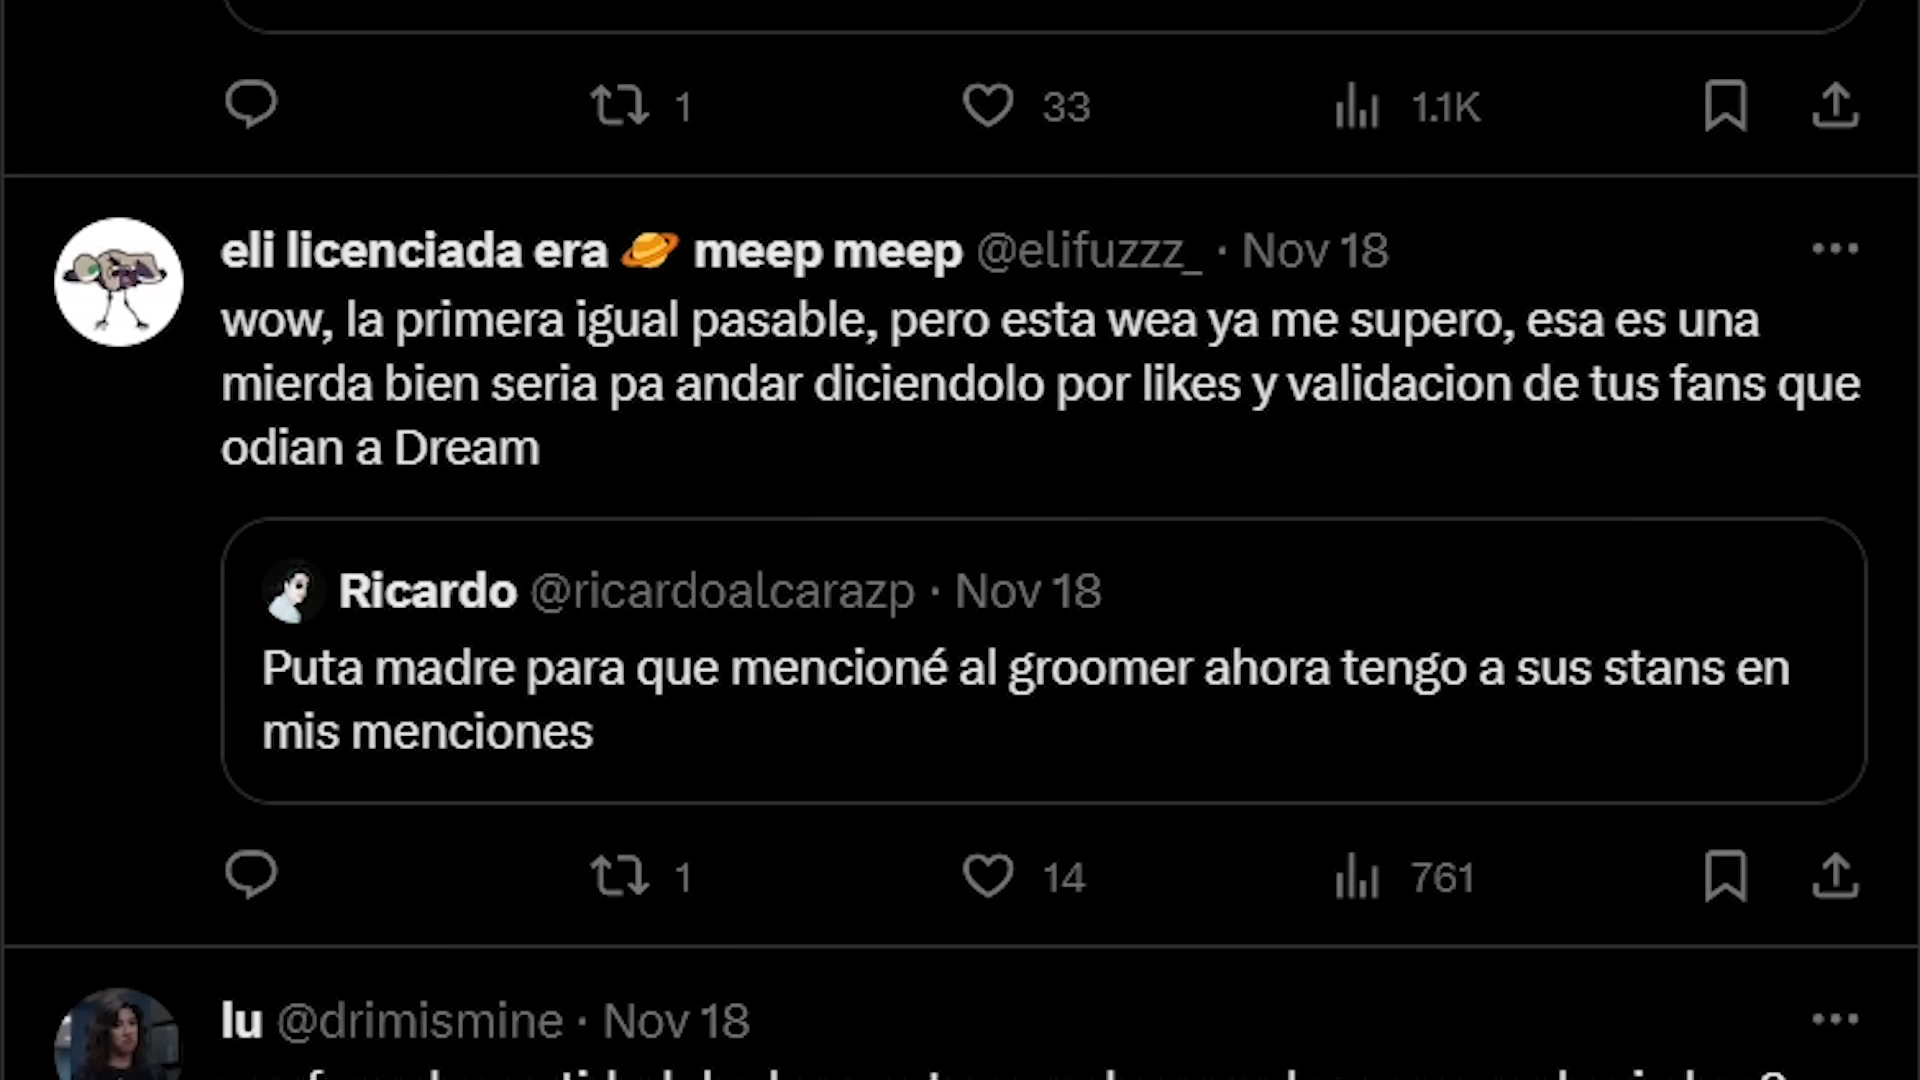 1 33 1.1K
eli licenciada era 🪐 meep meep @elifuzzz_ · Nov 18
wow, la primera igual pasable, pero esta wea ya me supero, esa es una
mierda bien seria pa andar diciendolo por likes y validacion de tus fans que
odian a Dream
Ricardo @ricardoalcarazp · Nov 18
Puta madre para que mencioné al groomer ahora tengo a sus stans en
mis menciones
1 14 761
lu @drimismine · Nov 18